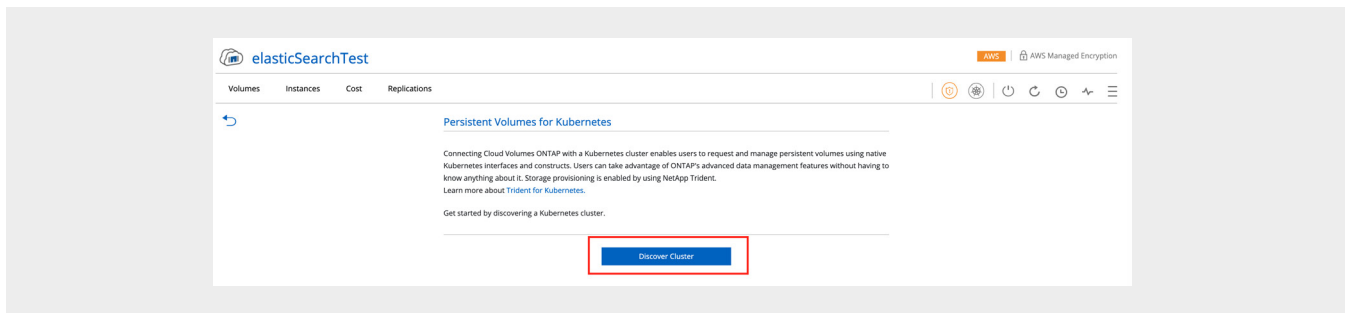 elasticSearchTest
AWS
AWS Managed Encryption
Volumes
Instances
Cost
Replications
Persistent Volumes for Kubernetes
Connecting Cloud Volumes ONTAP with a Kubernetes cluster enables users to request and manage persistent volumes using native
Kubernetes interfaces and constructs. Users can take advantage of ONTAP's advanced data management features without having to
know anything about it. Storage provisioning is enabled by using NetApp Trident.
Learn more about Trident for Kubernetes.
Get started by discovering a Kubernetes cluster.
Discover Cluster